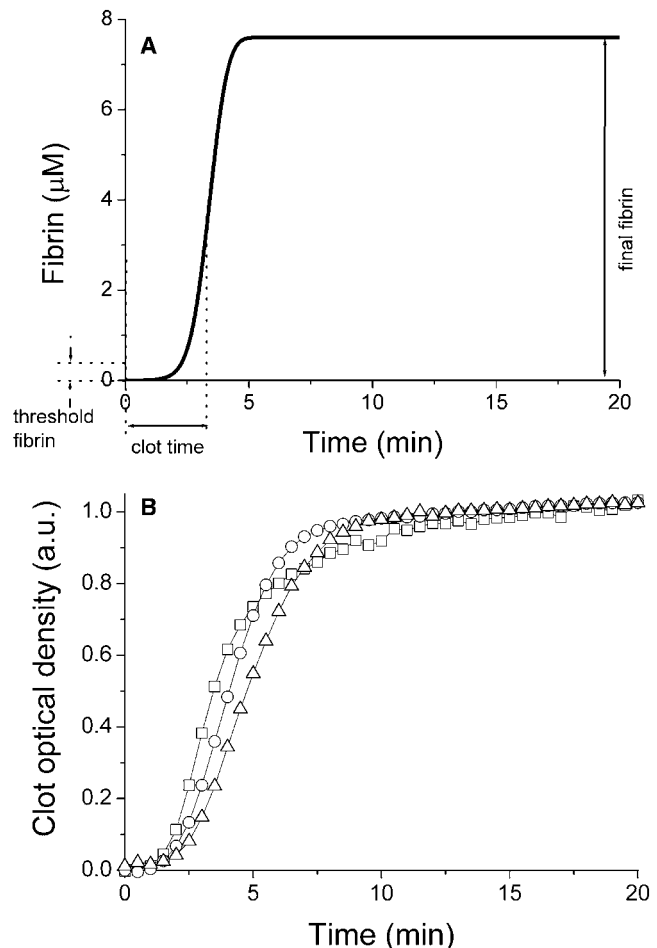 A
8
6
4
2
0
Fibrin (μM)
final fibrin
threshold
fibrin
0
5
10
15
20
clot time
Time (min)
B
1.0
0.8
0.6
0.4
0.2
0.0
Clot optical density (a.u.)
0
5
10
15
20
Time (min)